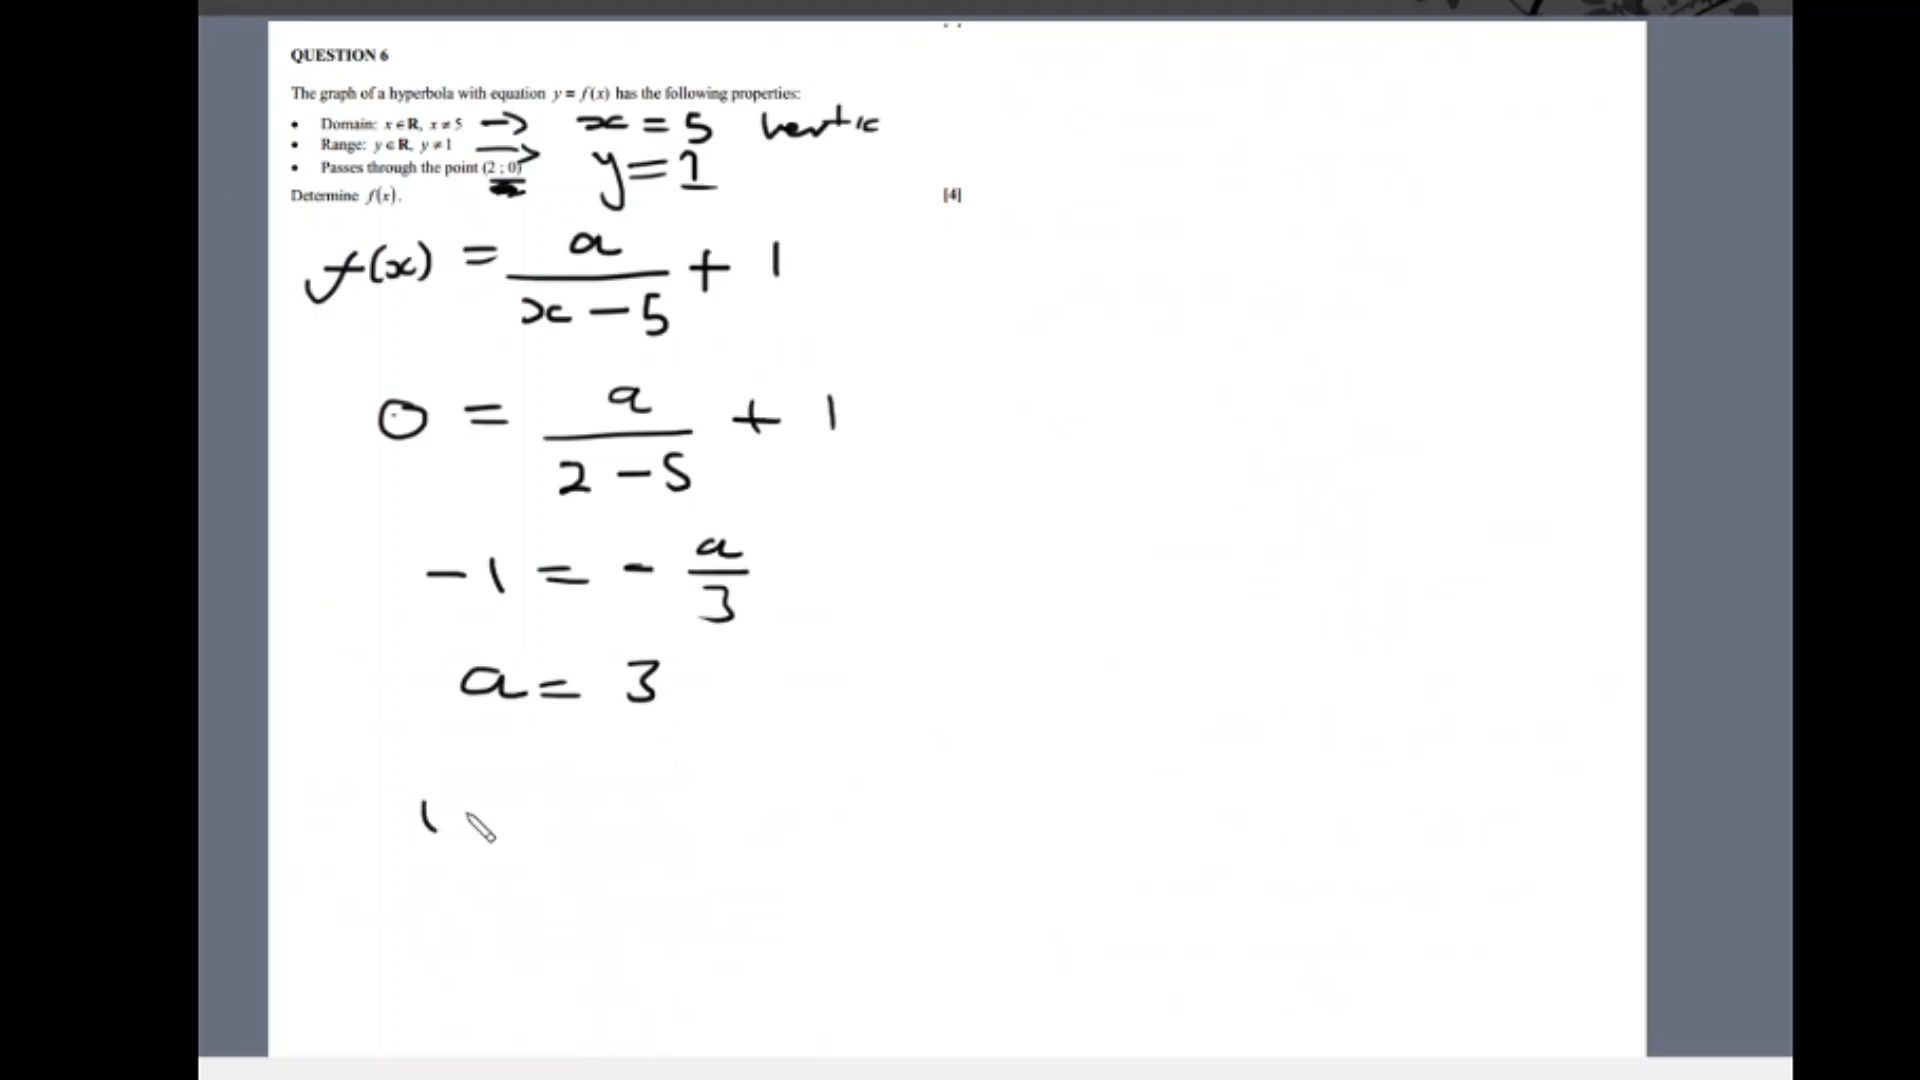 QUESTION 6
The graph of a hyperbola with equation y = f(x) has the following properties:
• Domain: x ∈ R, x ≠ 5 → x = 5 vertic
• Range: y ∈ R, y ≠ 1 → y = 1
• Passes through the point (2 ; 0)
Determine f(x). [4]
f(x) = a/(x − 5) + 1
0 = a/(2 − 5) + 1
−1 = − a/3
a = 3